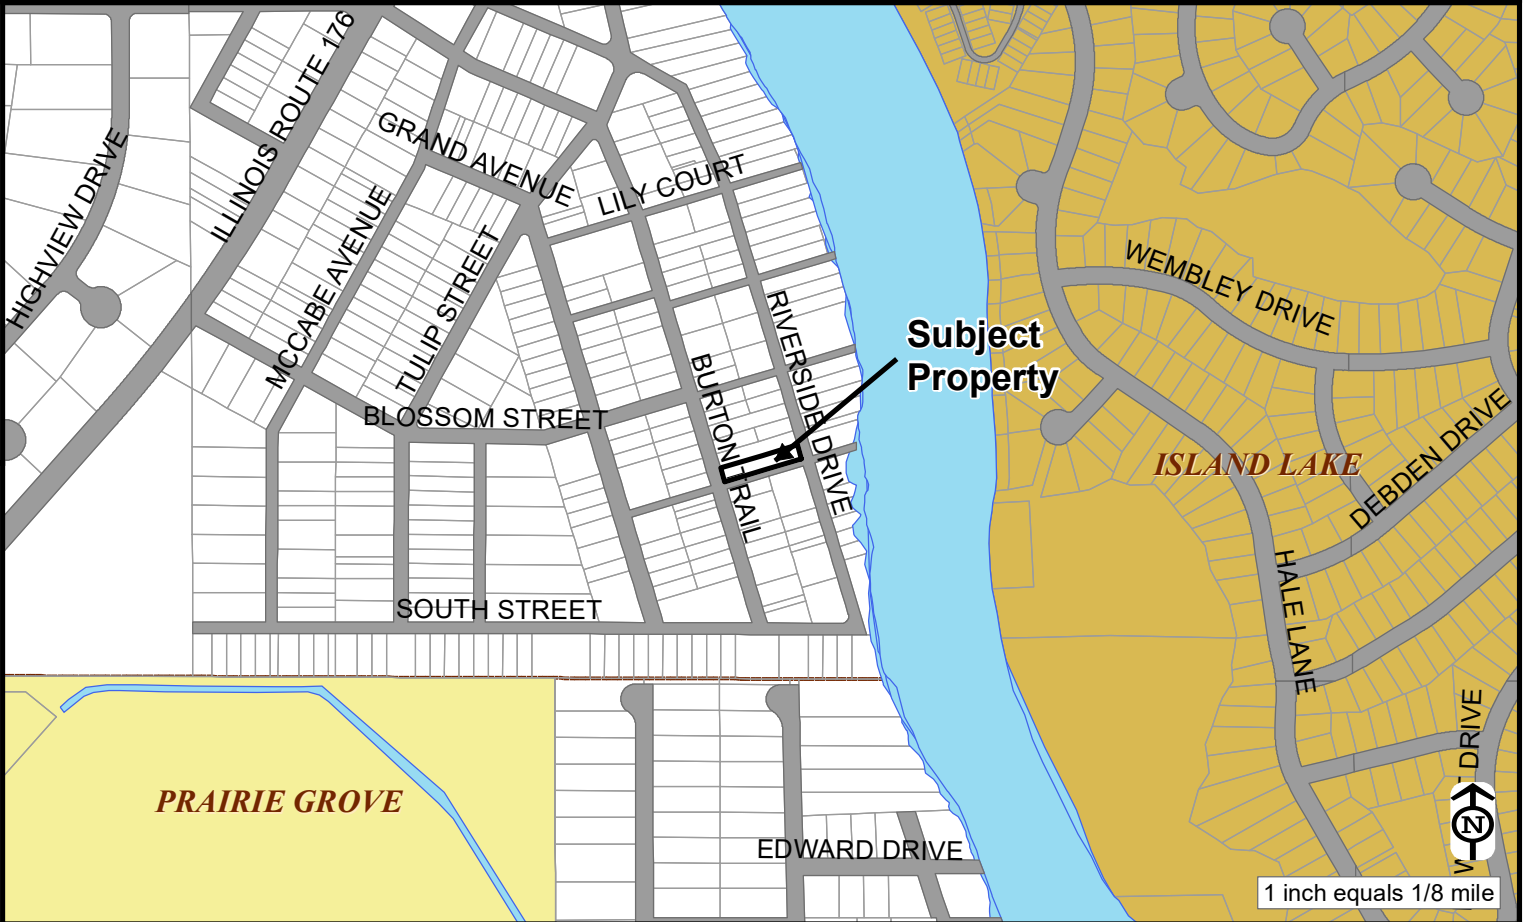 ILLINOIS ROUTE 176
HIGHVIEW DRIVE
GRAND AVENUE
LILY COURT
MCCABE AVENUE
TULIP STREET
WEMBLEY DRIVE
RIVERSIDE DRIVE
Subject
Property
BURTON TRAIL
BLOSSOM STREET
ISLAND LAKE
DEBDEN DRIVE
HALE LANE
SOUTH STREET
DRIVE
PRAIRIE GROVE
EDWARD DRIVE
N
1 inch equals 1/8 mile